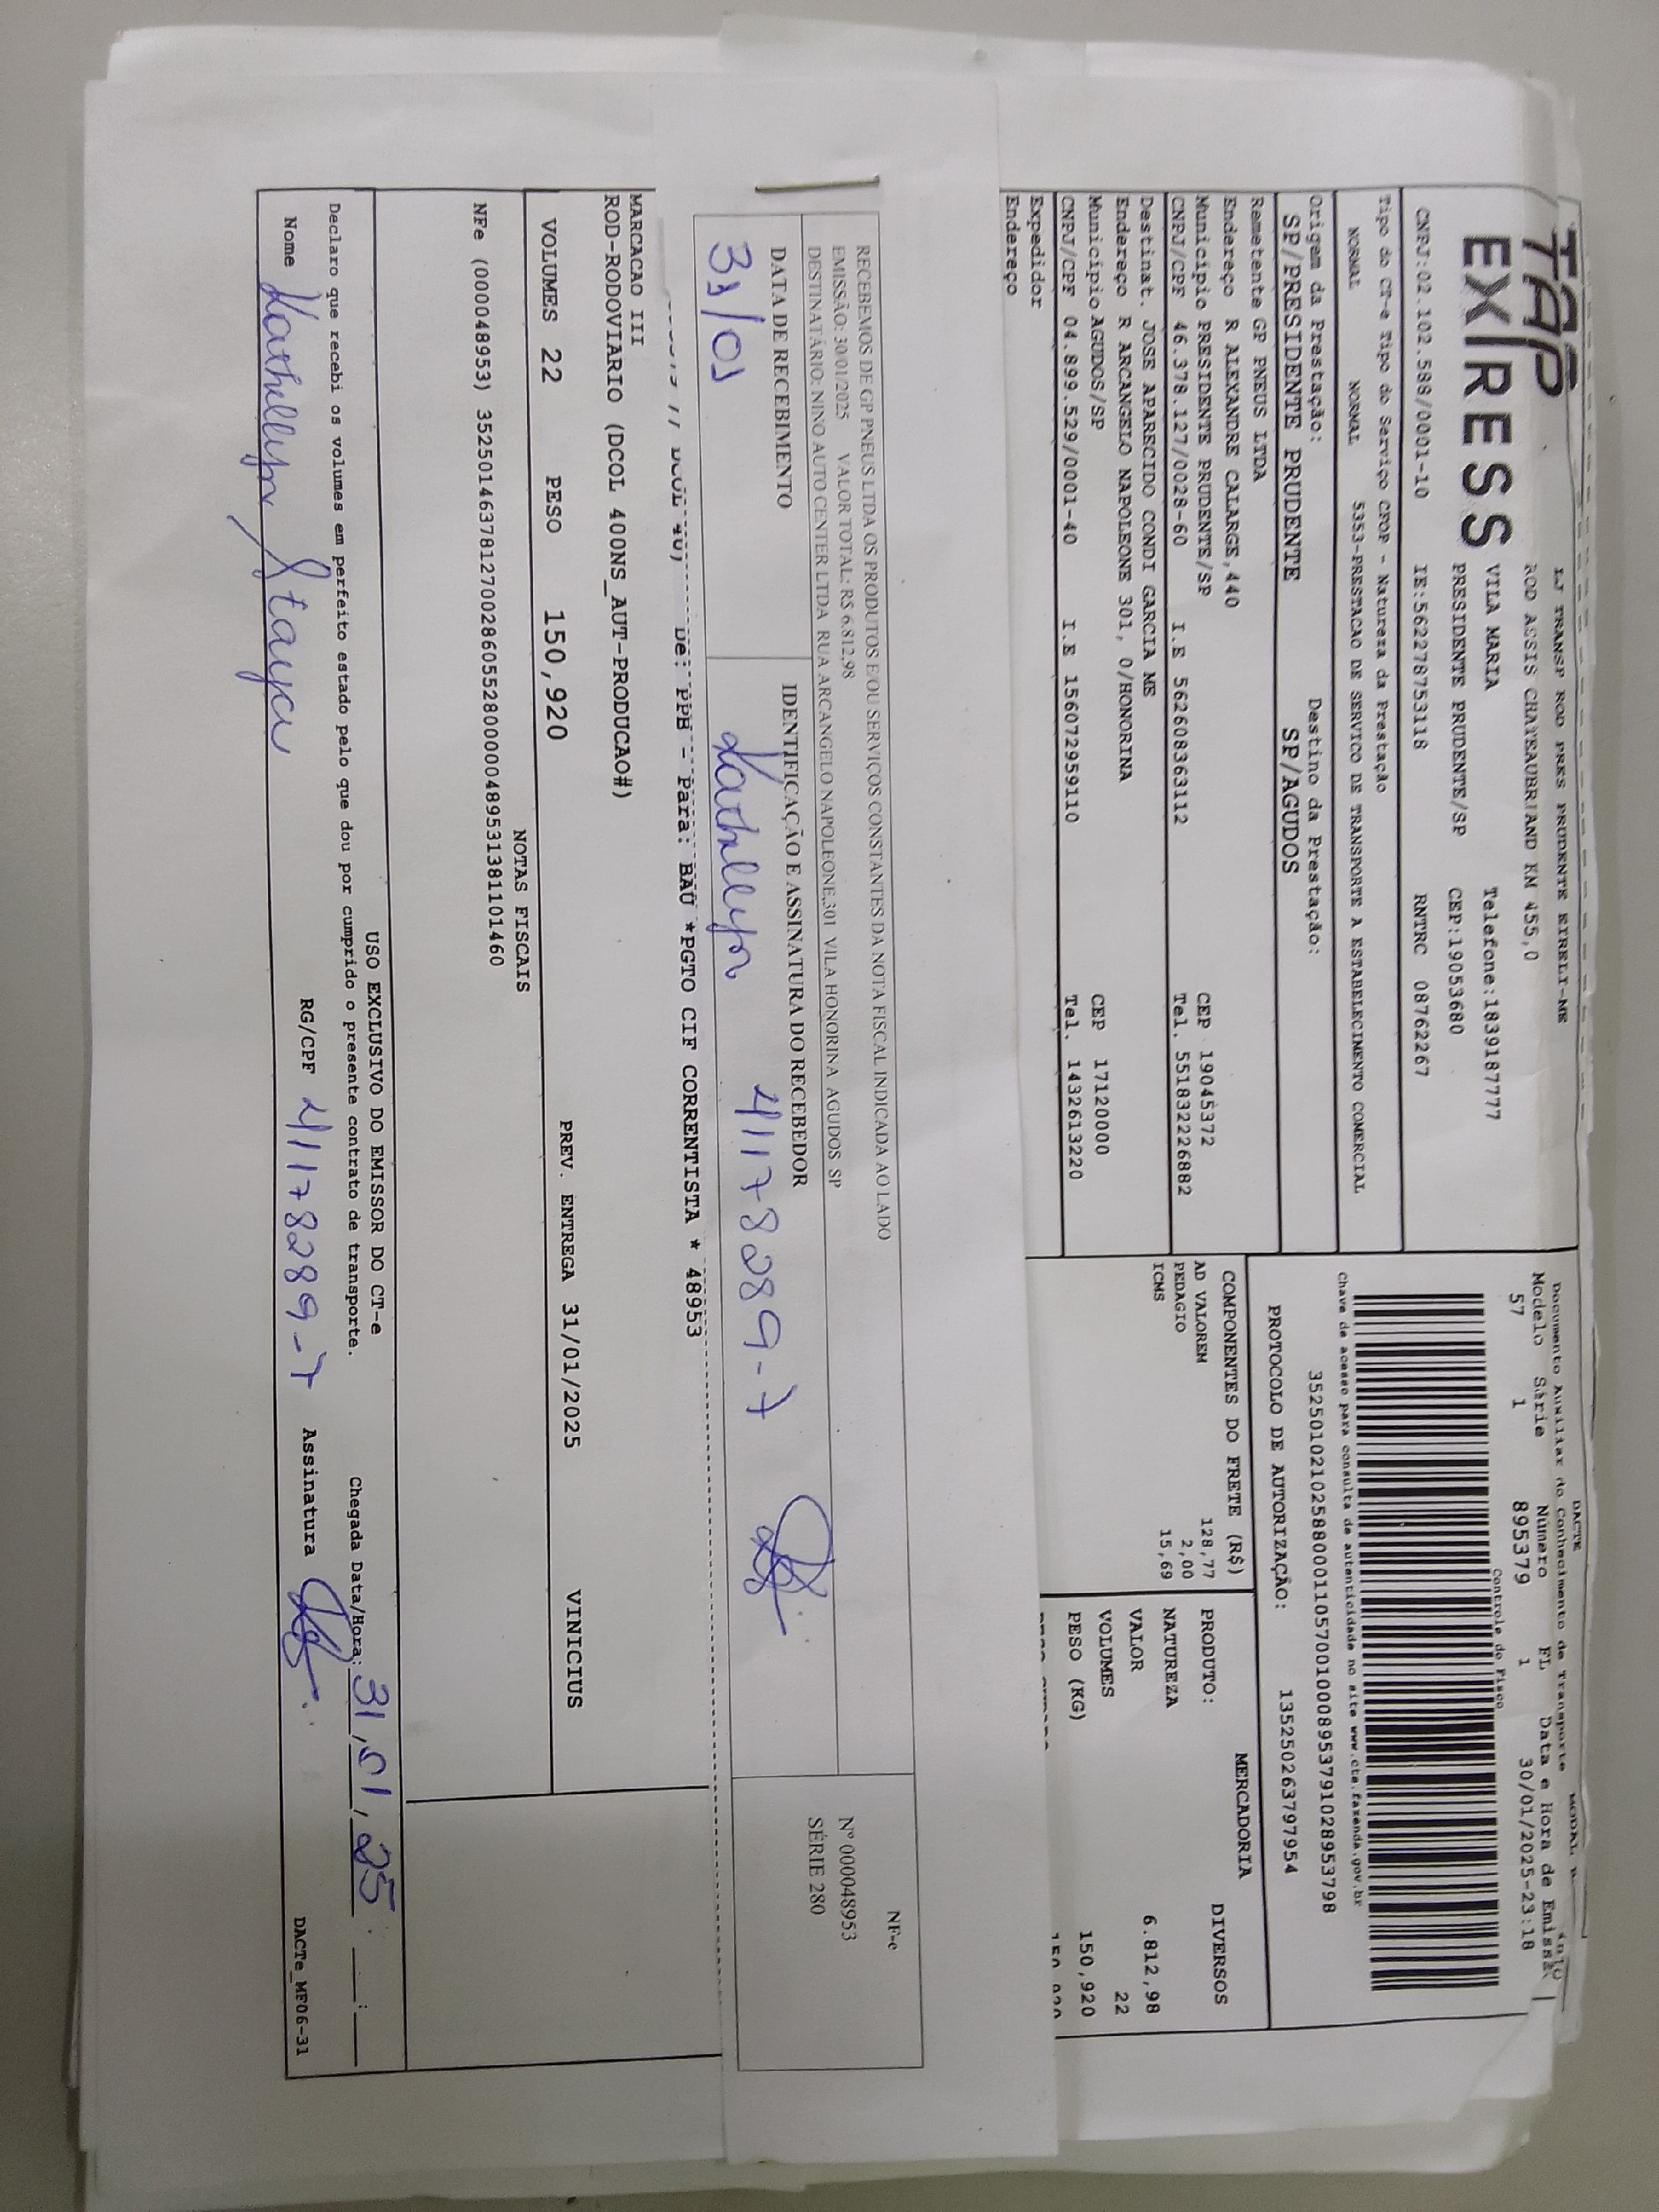 TAP
EX/RESS
LJ TRANSP ROD PRES PRUDENTE EIRELI-ME
ROD ASSIS CHATEAUBRIAND KM 455,0
VILA MARIA Telefone:1839187777
PRESIDENTE PRUDENTE/SP CEP:19053680
CNPJ:02.102.588/0001-10 IE:562278753118 RNTRC 08762267
Tipo do CT-e Tipo do Serviço CFOP - Natureza da Prestação
NORMAL NORMAL 5353-PRESTACAO DE SERVICO DE TRANSPORTE A ESTABELECIMENTO COMERCIAL
Origem da Prestação: Destino da Prestação:
SP/PRESIDENTE PRUDENTE SP/AGUDOS
Remetente GP PNEUS LTDA
Endereço R ALEXANDRE CALARGE,440
Município PRESIDENTE PRUDENTE/SP CEP 19045372
CNPJ/CPF 46.378.127/0028-60 I.E 562608363112 Tel. 551832226882
Destinat. JOSE APARECIDO CONDI GARCIA ME
Endereço R ARCANGELO NAPOLEONE 301, 0/HONORINA
Município AGUDOS/SP CEP 17120000
CNPJ/CPF 04.899.529/0001-40 I.E 156072959110 Tel. 1432613220
Expedidor
Endereço
DACTE
Documento Auxiliar do Conhecimento de Transporte
Modelo Série Número FL Data e Hora de Emissã
57 1 895379 1 30/01/2025-23:18
Controle do Fisco
Chave de acesso para consulta de autenticidade no site www.cte.fazenda.gov.br
35250102102588000110570010008953791028953798
PROTOCOLO DE AUTORIZAÇÃO: 135250263797954
COMPONENTES DO FRETE (R$)
AD VALOREM 128,77
PEDAGIO 2,00
ICMS 15,69
MERCADORIA
PRODUTO: DIVERSOS
NATUREZA
VALOR 6.812,98
VOLUMES 22
PESO (KG) 150,920
RECEBEMOS DE GP PNEUS LTDA OS PRODUTOS E/OU SERVIÇOS CONSTANTES DA NOTA FISCAL INDICADA AO LADO
EMISSÃO: 30/01/2025 VALOR TOTAL: R$ 6.812,98
DESTINATÁRIO: NINO AUTO CENTER LTDA RUA ARCANGELO NAPOLEONE,301 VILA HONORINA AGUDOS SP
DATA DE RECEBIMENTO IDENTIFICAÇÃO E ASSINATURA DO RECEBEDOR
31/01 Kathellyn 41178289-7
NF-e
Nº 000048953
SÉRIE 280
De: PPB - Para: BAU *PGTO CIF CORRENTISTA * 48953
MARCACAO III
ROD-RODOVIARIO (DCOL 400NS_AUT-PRODUCAO#)
VOLUMES 22 PESO 150,920 PREV. ENTREGA 31/01/2025 VINICIUS
NOTAS FISCAIS
NFe (000048953) 35250146378127002860552800000489531381101460
USO EXCLUSIVO DO EMISSOR DO CT-e
Declaro que recebi os volumes em perfeito estado pelo que dou por cumprido o presente contrato de transporte. Chegada Data/Hora: 31/01/25 __:__
Nome Kathellyn Stayci RG/CPF 41178289-7 Assinatura
DACTe_MF06-31